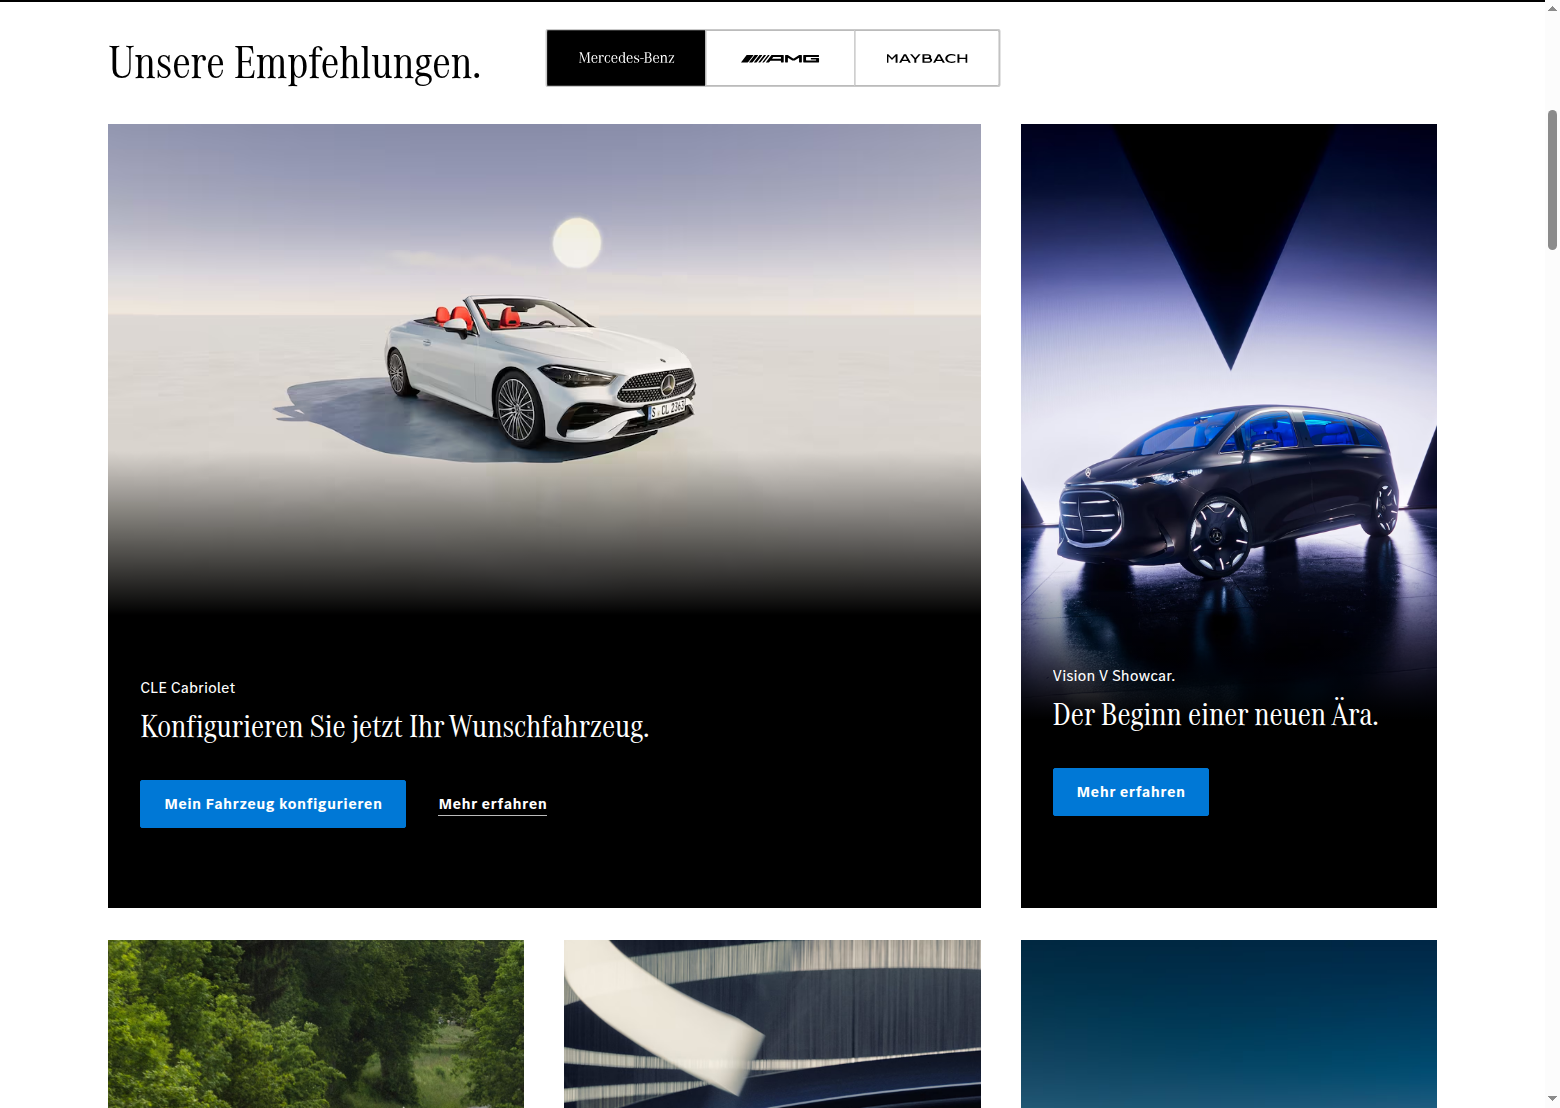 Unsere Empfehlungen.
Mercedes-Benz
AMG
MAYBACH
S CL 2363
CLE Cabriolet
Konfigurieren Sie jetzt Ihr Wunschfahrzeug.
Mein Fahrzeug konfigurieren
Mehr erfahren
Vision V Showcar.
Der Beginn einer neuen Ära.
Mehr erfahren